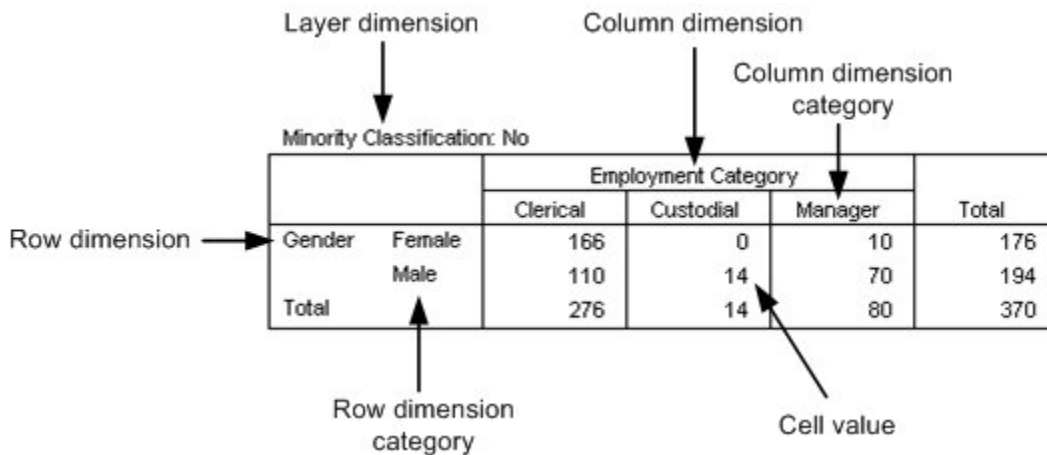 Layer dimension
Column dimension
Column dimension
category
Minority Classification: No
Employment Category
Clerical Custodial Manager Total
Row dimension Gender Female 166 0 10 176
Male 110 14 70 194
Total 276 14 80 370
Row dimension
category
Cell value